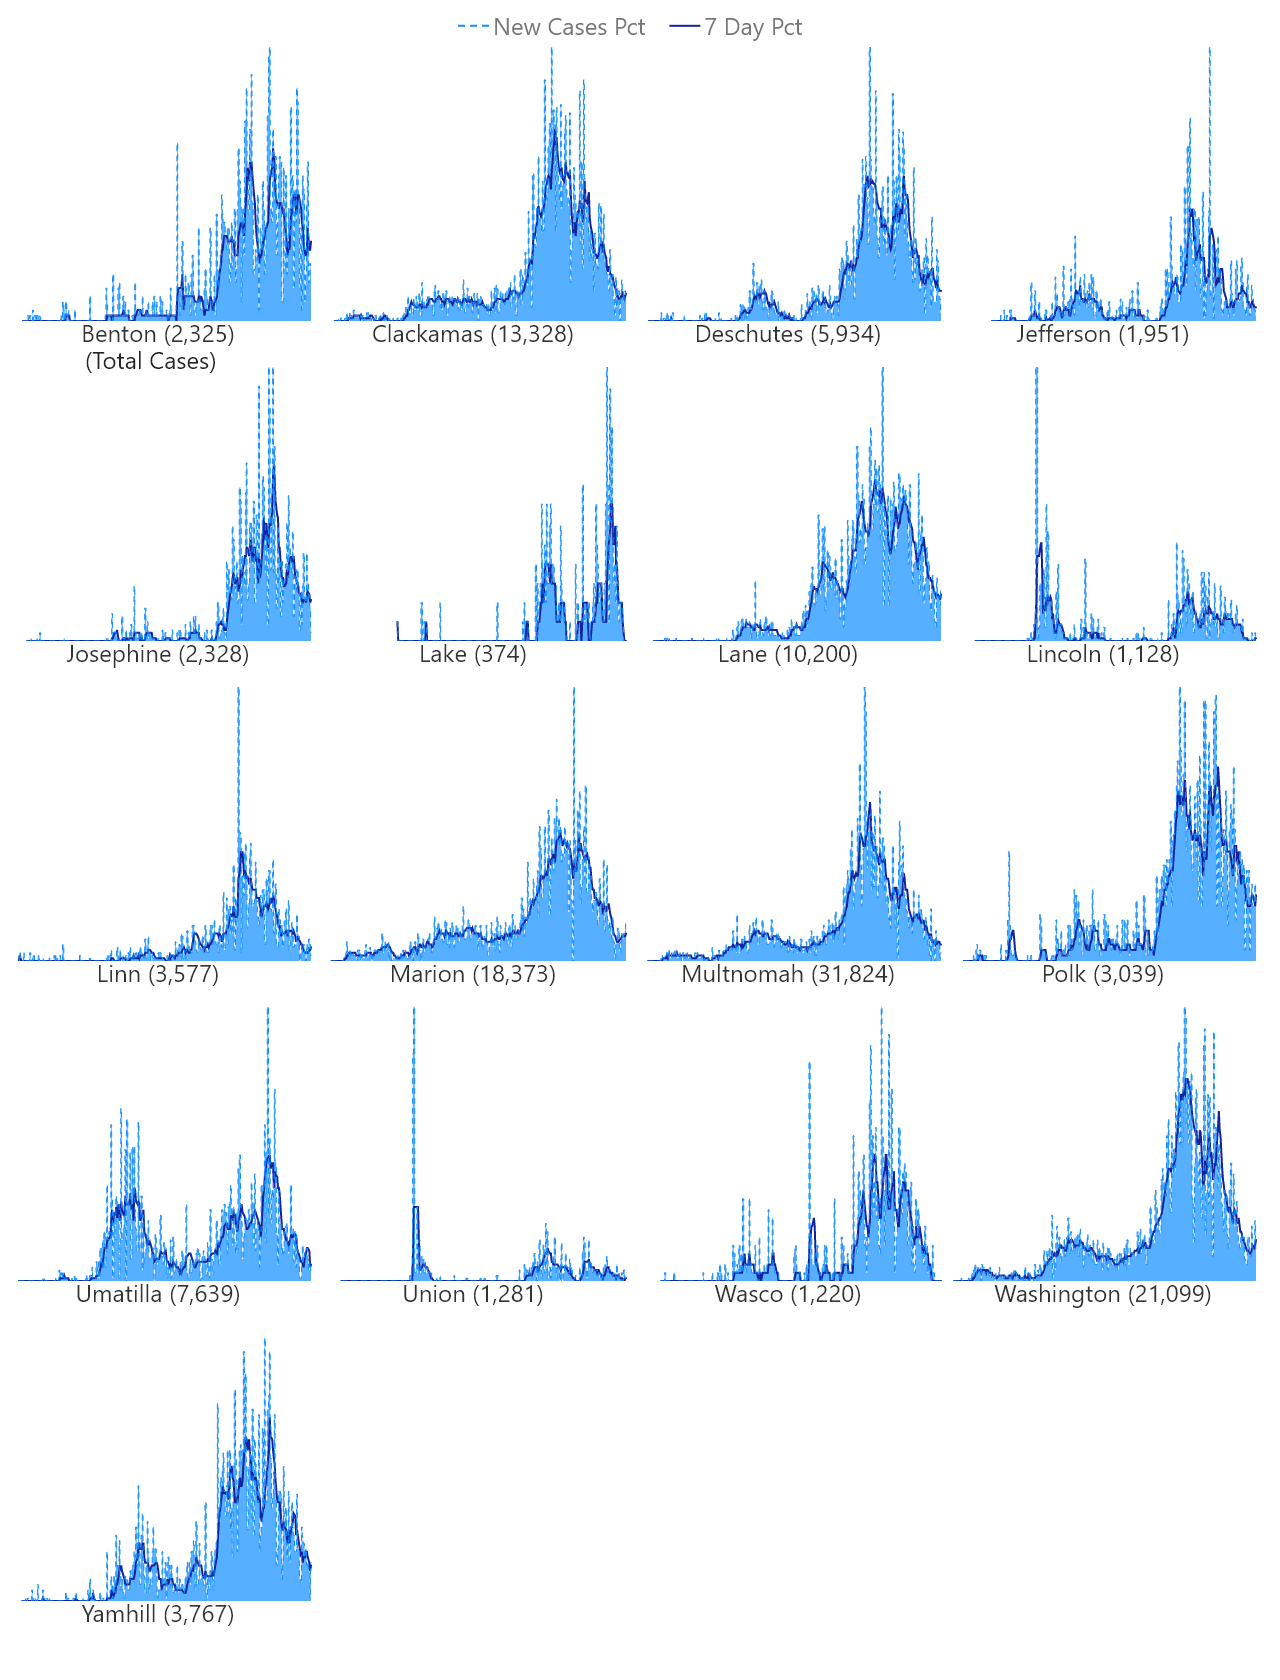 New Cases Pct 7 Day Pct
Benton (2,325) Clackamas (13,328) Deschutes (5,934) Jefferson (1,951)
(Total Cases)
Josephine (2,328) Lake (374) Lane (10,200) Lincoln (1,128)
Linn (3,577) Marion (18,373) Multnomah (31,824) Polk (3,039)
Umatilla (7,639) Union (1,281) Wasco (1,220) Washington (21,099)
Yamhill (3,767)